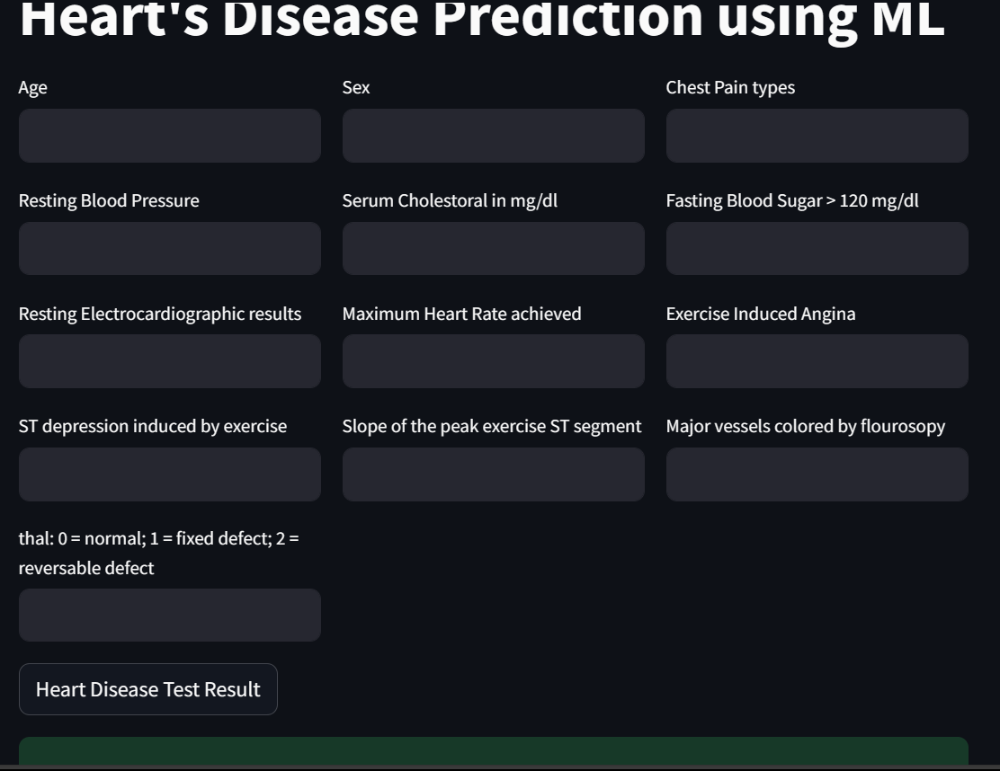 Heart's Disease Prediction using ML
Age
Sex
Chest Pain types
Resting Blood Pressure
Serum Cholestoral in mg/dl
Fasting Blood Sugar > 120 mg/dl
Resting Electrocardiographic results
Maximum Heart Rate achieved
Exercise Induced Angina
ST depression induced by exercise
Slope of the peak exercise ST segment
Major vessels colored by flourosopy
thal: 0 = normal; 1 = fixed defect; 2 =
reversable defect
Heart Disease Test Result